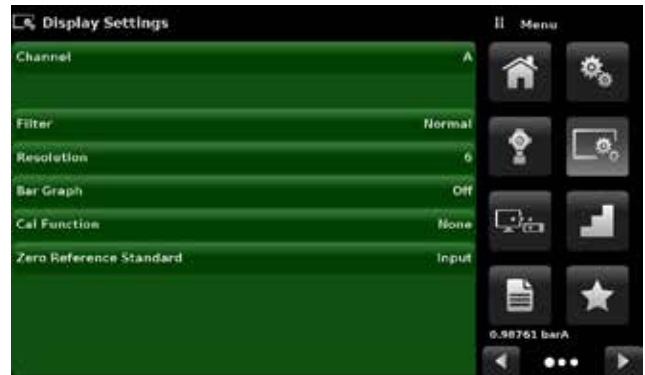 Display Settings
Menu
Channel A
Filter Normal
Resolution 6
Bar Graph Off
Cal Function None
Zero Reference Standard Input
0.98761 barA